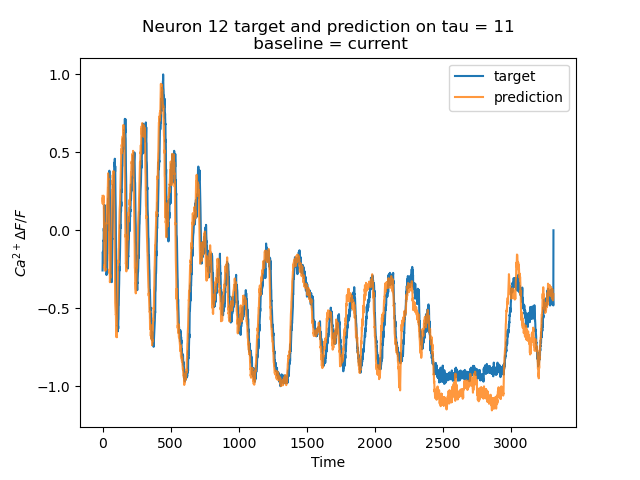 Neuron 12 target and prediction on tau = 11
baseline = current
target
prediction
1.0
0.5
0.0
−0.5
−1.0
Ca²⁺ ΔF/F
0 500 1000 1500 2000 2500 3000
Time